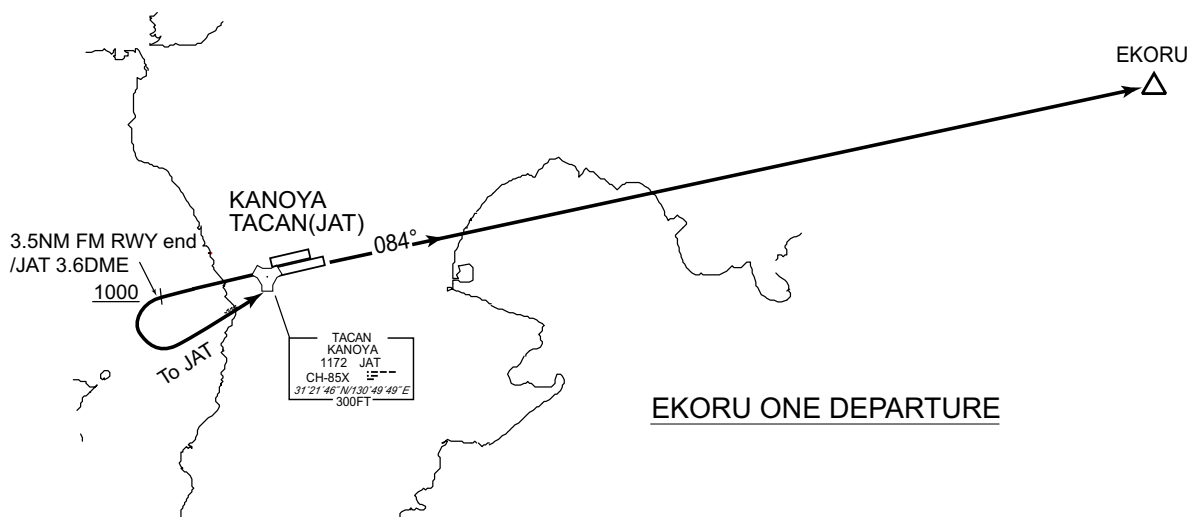 EKORU
KANOYA
TACAN(JAT)
084°
3.5NM FM RWY end
/JAT 3.6DME
1000
To JAT
TACAN
KANOYA
1172 JAT
CH-85X
31°21'46"N/130°49'49"E
300FT
EKORU ONE DEPARTURE